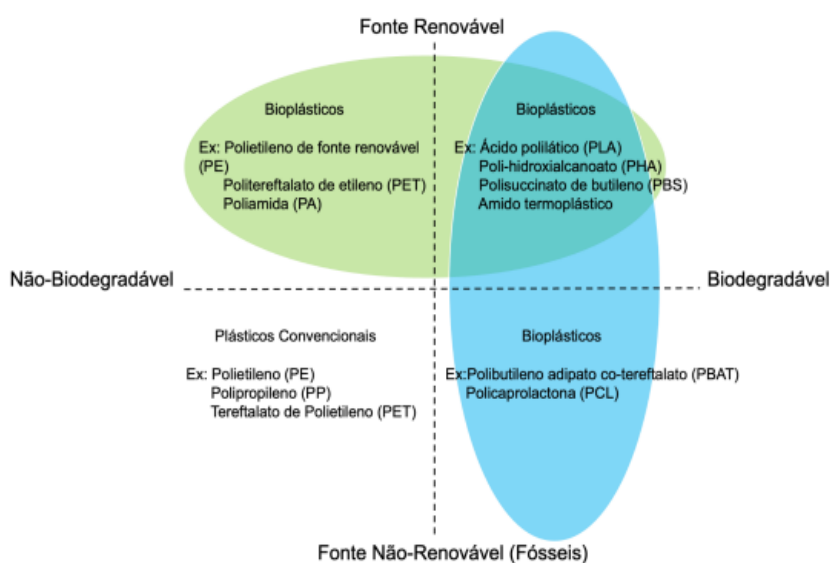 Fonte Renovável
Bioplásticos
Ex: Polietileno de fonte renovável
(PE)
Politereftalato de etileno (PET)
Poliamida (PA)
Bioplásticos
Ex: Ácido polilático (PLA)
Poli-hidroxialcanoato (PHA)
Polisuccinato de butileno (PBS)
Amido termoplástico
Não-Biodegradável
Biodegradável
Plásticos Convencionais
Ex: Polietileno (PE)
Polipropileno (PP)
Tereftalato de Polietileno (PET)
Bioplásticos
Ex:Polibutileno adipato co-tereftalato (PBAT)
Policaprolactona (PCL)
Fonte Não-Renovável (Fósseis)